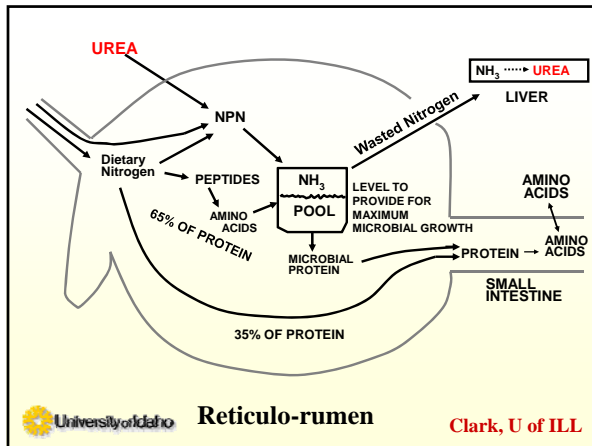 UREA
NH3 UREA
LIVER
Wasted Nitrogen
NPN
Dietary
Nitrogen
PEPTIDES
AMINO
ACIDS
65% OF PROTEIN
NH3
POOL
LEVEL TO
PROVIDE FOR
MAXIMUM
MICROBIAL GROWTH
MICROBIAL
PROTEIN
AMINO
ACIDS
PROTEIN
AMINO
ACIDS
SMALL
INTESTINE
35% OF PROTEIN
University of Idaho
Reticulo-rumen
Clark, U of ILL